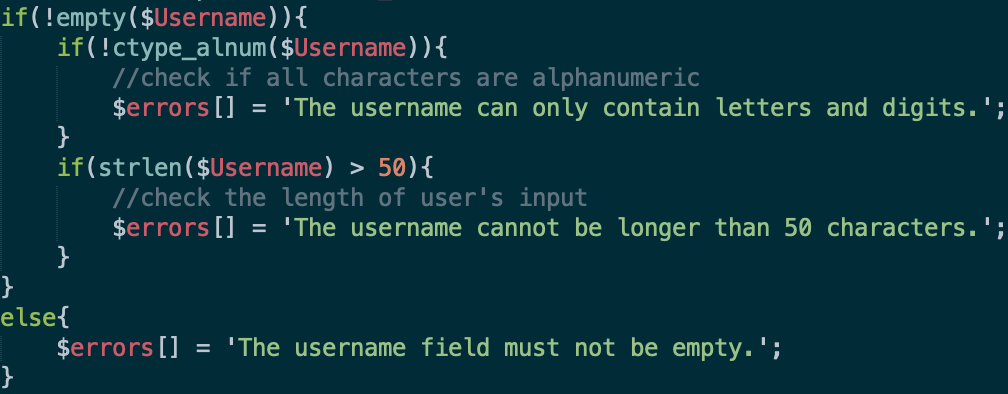 if(!empty($Username)){
    if(!ctype_alnum($Username)){
        //check if all characters are alphanumeric
        $errors[] = 'The username can only contain letters and digits.';
    }
    if(strlen($Username) > 50){
        //check the length of user's input
        $errors[] = 'The username cannot be longer than 50 characters.';
    }
}
else{
    $errors[] = 'The username field must not be empty.';
}